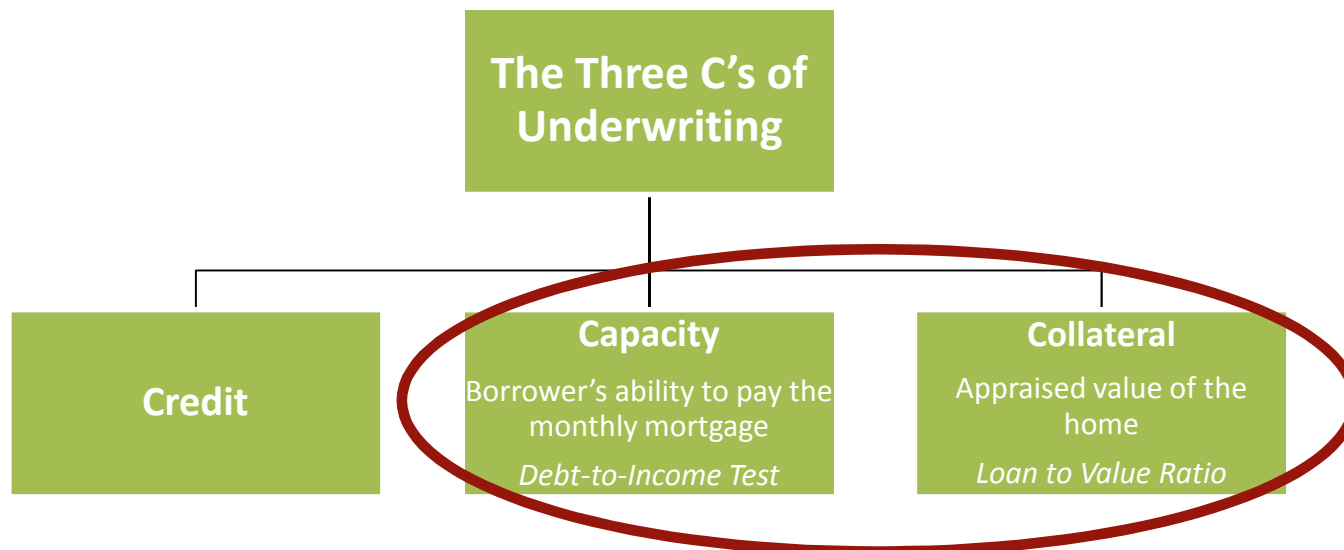 The Three C’s of
Underwriting
Credit
Capacity
Borrower’s ability to pay the
monthly mortgage
Debt-to-Income Test
Collateral
Appraised value of the
home
Loan to Value Ratio